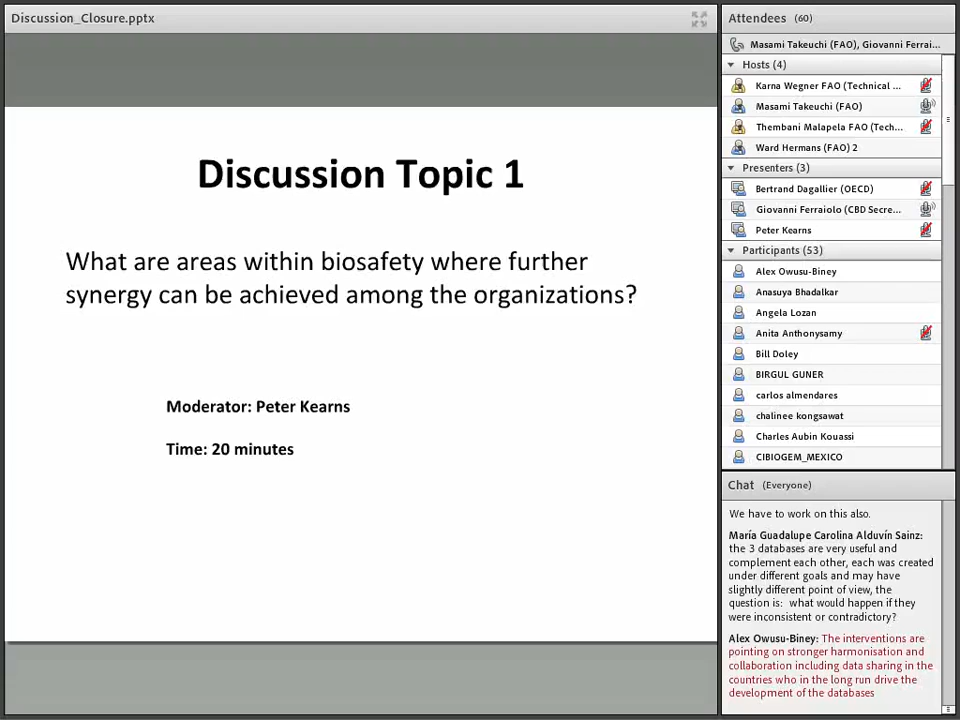 Discussion_Closure.pptx
Discussion Topic 1
What are areas within biosafety where further
synergy can be achieved among the organizations?
Moderator: Peter Kearns
Time: 20 minutes
Attendees (60)
Masami Takeuchi (FAO), Giovanni Ferrai...
Hosts (4)
Karna Wegner FAO (Technical ...
Masami Takeuchi (FAO)
Thembani Malapela FAO (Tech...
Ward Hermans (FAO) 2
Presenters (3)
Bertrand Dagallier (OECD)
Giovanni Ferraiolo (CBD Secre...
Peter Kearns
Participants (53)
Alex Owusu-Biney
Anasuya Bhadalkar
Angela Lozan
Anita Anthonysamy
Bill Doley
BIRGUL GUNER
carlos almendares
chalinee kongsawat
Charles Aubin Kouassi
CIBIOGEM_MEXICO
Chat (Everyone)
We have to work on this also.
María Guadalupe Carolina Alduvín Sainz:
the 3 databases are very useful and
complement each other, each was created
under different goals and may have
slightly different point of view, the
question is: what would happen if they
were inconsistent or contradictory?
Alex Owusu-Biney: The interventions are
pointing on stronger harmonisation and
collaboration including data sharing in the
countries who in the long run drive the
development of the databases